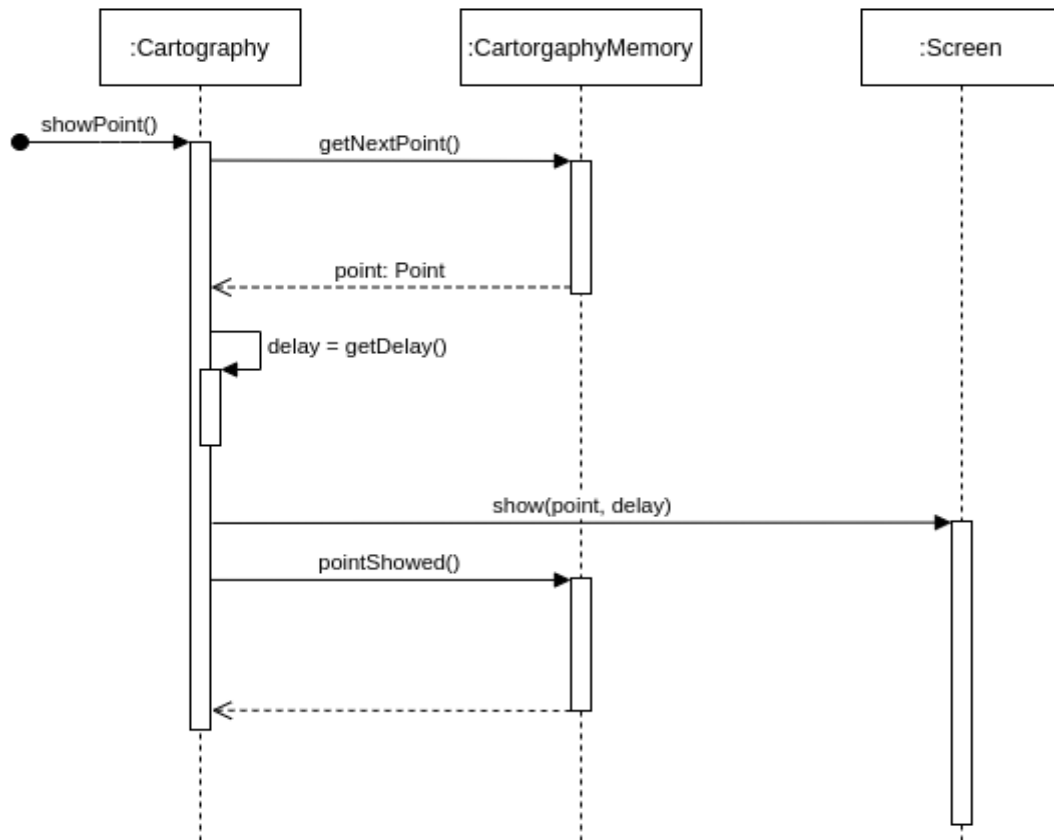 :Cartography
:CartorgaphyMemory
:Screen
showPoint()
getNextPoint()
point: Point
delay = getDelay()
show(point, delay)
pointShowed()